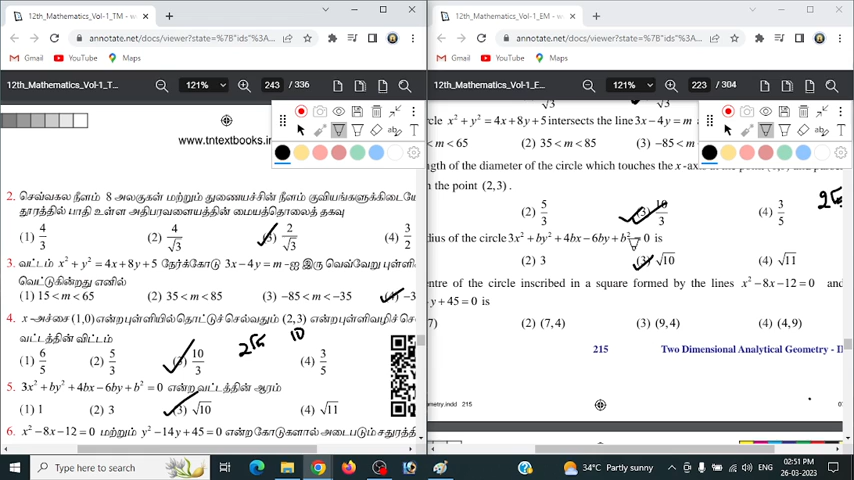 12th_Mathematics_Vol-1_TM - an
annotate.net/docs/viewer?state=%7B"ids"%3A...
Gmail YouTube Maps
12th_Mathematics_Vol-1_T... 121% 243 / 336
www.tntextbooks.i
2. செவ்வகல நீளம் 8 அலகுகள் மற்றும் துணையச்சின் நீளம் குவியங்களுக்கிடையே
தூரத்தில் பாதி உள்ள அதிபரவளையத்தின் மையத்தொலைத் தகவு
(1) 4/3 (2) 4/√3 (3) 2/√3 (4) 3/2
3. வட்டம் x²+y²=4x+8y+5 நேர்க்கோடு 3x−4y=m -ஐ இரு வெவ்வேறு புள்ளி
வெட்டுகின்றது எனில்
(1) 15<m<65 (2) 35<m<85 (3) −85<m<−35 (4) −3
4. x -அச்சை (1,0) என்ற புள்ளியில் தொட்டுச் செல்வதும் (2,3) என்ற புள்ளிவழிச் செ
வட்டத்தின் விட்டம்
2√5 10
(1) 6/5 (2) 5/3 (3) 10/3 (4) 3/5
5. 3x²+by²+4bx−6by+b²=0 என்ற வட்டத்தின் ஆரம்
(1) 1 (2) 3 (3) √10 (4) √11
6. x²−8x−12=0 மற்றும் y²−14y+45=0 என்ற கோடுகளால் அடைபடும் சதுரத்தி
12th_Mathematics_Vol-1_EM - an
annotate.net/docs/viewer?state=%7B"ids"%3A...
Gmail YouTube Maps
12th_Mathematics_Vol-1_E... 121% 223 / 304
√3 √3
rcle x²+y²=4x+8y+5 intersects the line 3x−4y=m
<m<65 (2) 35<m<85 (3) −85<m
ngth of the diameter of the circle which touches the x
n the point (2,3).
(2) 5/3 (3) 10/3 (4) 3/5
dius of the circle 3x²+by²+4bx−6by+b²=0 is
(2) 3 (3) √10 (4) √11
entre of the circle inscribed in a square formed by the lines x²−8x−12=0 and
y+45=0 is
7) (2) (7,4) (3) (9,4) (4) (4,9)
215 Two Dimensional Analytical Geometry - II
ometry.indd 215
Type here to search
34°C Partly sunny
ENG
02:51 PM
26-03-2023